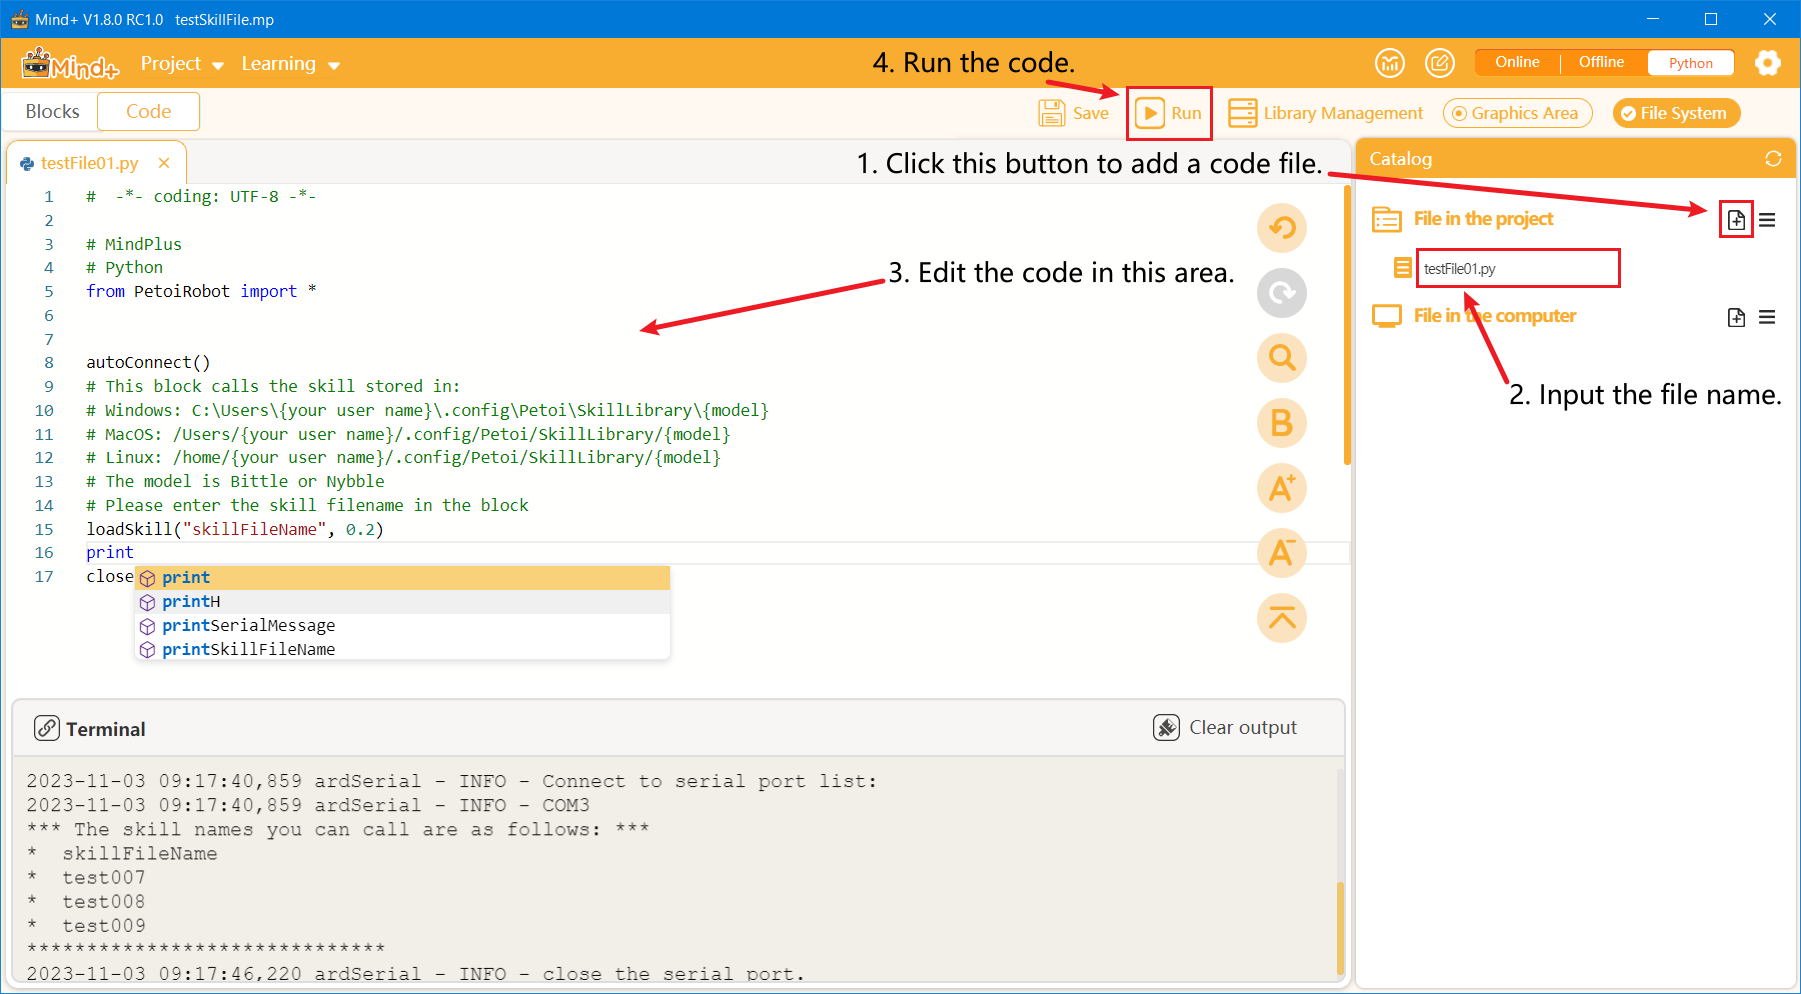 Mind+ V1.8.0 RC1.0 testSkillFile.mp
Mind+ Project Learning
4. Run the code.
Online Offline Python
Blocks Code
Save Run Library Management Graphics Area File System
testFile01.py
1. Click this button to add a code file.
Catalog
1 # -*- coding: UTF-8 -*-
2
3 # MindPlus
4 # Python
5 from PetoiRobot import *
6
7
8 autoConnect()
9 # This block calls the skill stored in:
10 # Windows: C:\Users\{your user name}\.config\Petoi\SkillLibrary\{model}
11 # MacOS: /Users/{your user name}/.config/Petoi/SkillLibrary/{model}
12 # Linux: /home/{your user name}/.config/Petoi/SkillLibrary/{model}
13 # The model is Bittle or Nybble
14 # Please enter the skill filename in the block
15 loadSkill("skillFileName", 0.2)
16 print
17 close
print
printH
printSerialMessage
printSkillFileName
3. Edit the code in this area.
B
A+
A-
File in the project
testFile01.py
File in the computer
2. Input the file name.
Terminal
Clear output
2023-11-03 09:17:40,859 ardSerial - INFO - Connect to serial port list:
2023-11-03 09:17:40,859 ardSerial - INFO - COM3
*** The skill names you can call are as follows: ***
* skillFileName
* test007
* test008
* test009
******************************
2023-11-03 09:17:46,220 ardSerial - INFO - close the serial port.